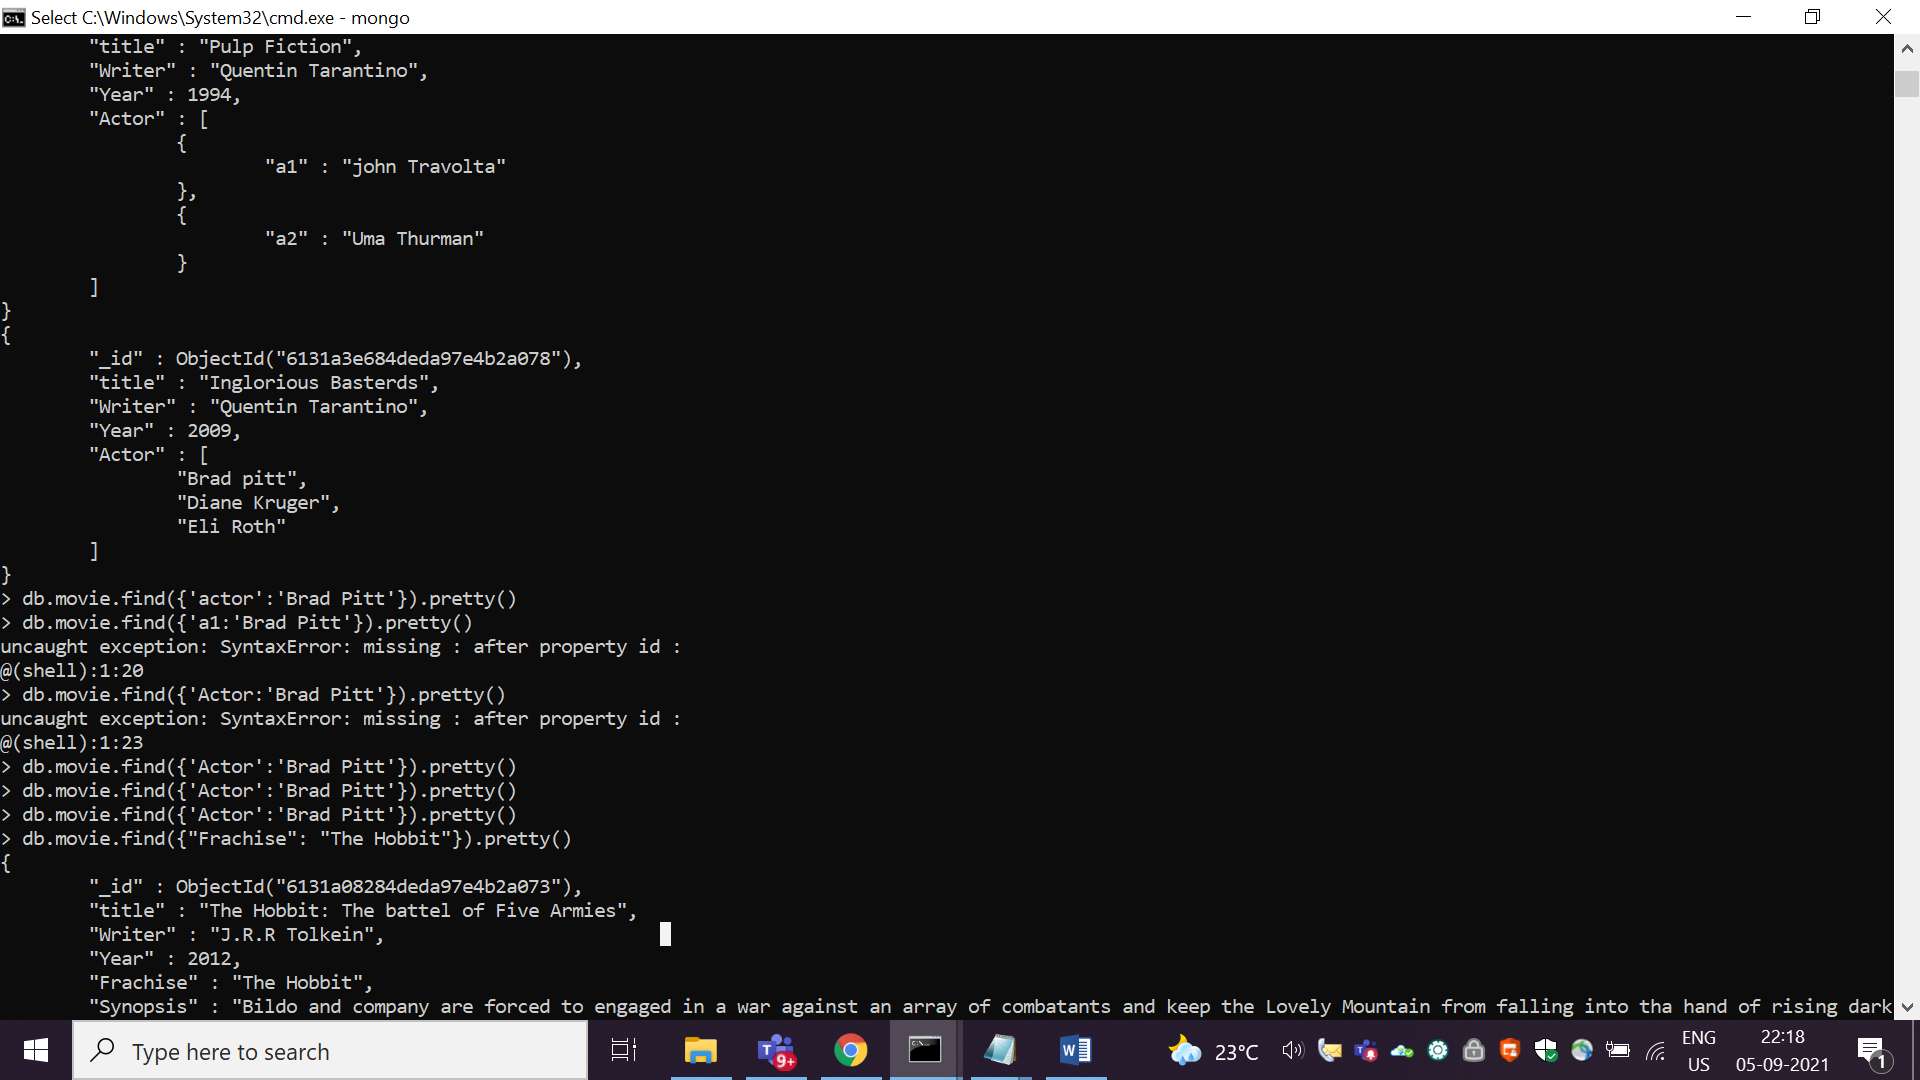 Select C:\Windows\System32\cmd.exe - mongo
"title" : "Pulp Fiction",
"Writer" : "Quentin Tarantino",
"Year" : 1994,
"Actor" : [
{
"a1" : "john Travolta"
},
{
"a2" : "Uma Thurman"
}
]
}
{
"_id" : ObjectId("6131a3e684deda97e4b2a078"),
"title" : "Inglorious Basterds",
"Writer" : "Quentin Tarantino",
"Year" : 2009,
"Actor" : [
"Brad pitt",
"Diane Kruger",
"Eli Roth"
]
}
> db.movie.find({'actor':'Brad Pitt'}).pretty()
> db.movie.find({'a1:'Brad Pitt'}).pretty()
uncaught exception: SyntaxError: missing : after property id :
@(shell):1:20
> db.movie.find({'Actor:'Brad Pitt'}).pretty()
uncaught exception: SyntaxError: missing : after property id :
@(shell):1:23
> db.movie.find({'Actor':'Brad Pitt'}).pretty()
> db.movie.find({'Actor':'Brad Pitt'}).pretty()
> db.movie.find({'Actor':'Brad Pitt'}).pretty()
> db.movie.find({"Frachise": "The Hobbit"}).pretty()
{
"_id" : ObjectId("6131a08284deda97e4b2a073"),
"title" : "The Hobbit: The battel of Five Armies",
"Writer" : "J.R.R Tolkein",
"Year" : 2012,
"Frachise" : "The Hobbit",
"Synopsis" : "Bildo and company are forced to engaged in a war against an array of combatants and keep the Lovely Mountain from falling into tha hand of rising dark
Type here to search
9+
23°C
ENG
US
22:18
05-09-2021
1